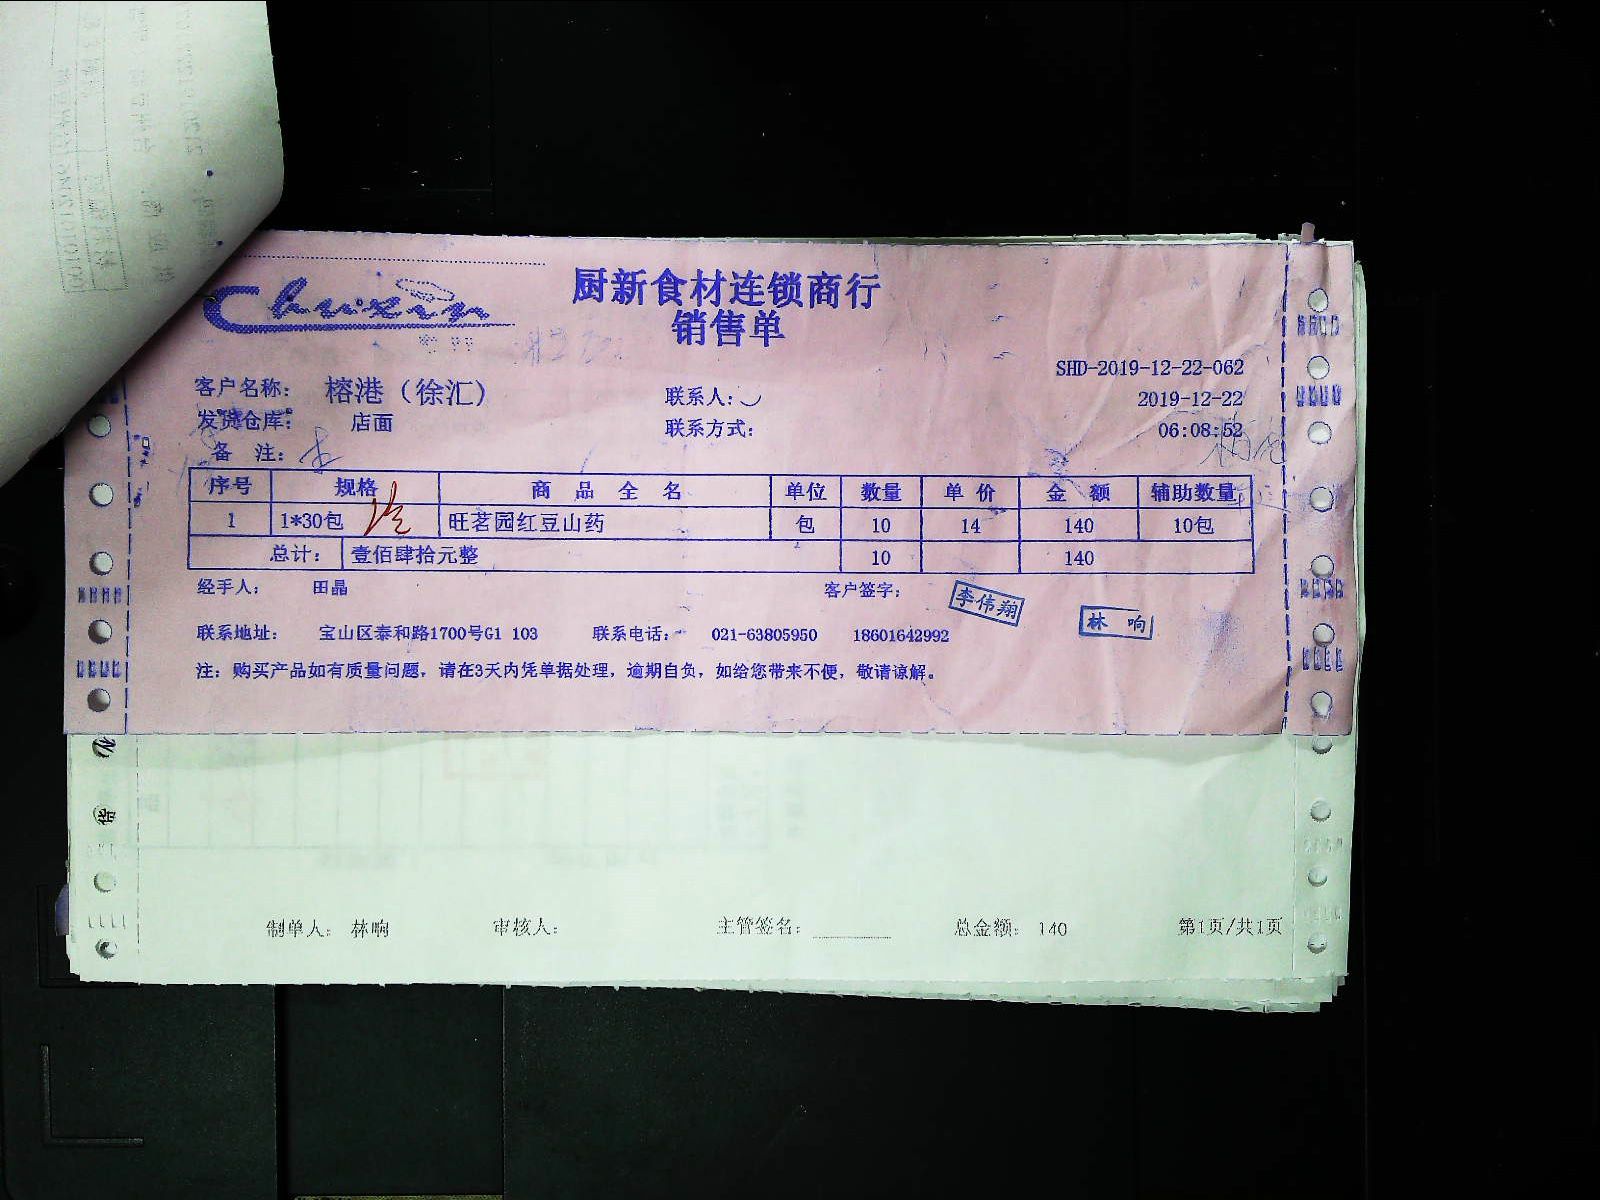 Chuxin
厨新食材连锁商行
销售单
SHD-2019-12-22-062
客户名称： 榕港（徐汇） 联系人： 2019-12-22
发货仓库： 店面 联系方式： 06:08:52
备 注：
序号 规格 商 品 全 名 单位 数量 单 价 金 额 辅助数量
1 1*30包 旺茗园红豆山药 包 10 14 140 10包
总计： 壹佰肆拾元整 10 140
经手人： 田晶 客户签字： 李伟翔
林 响
联系地址： 宝山区泰和路1700号G1 103 联系电话： 021-63805950 18601642992
注：购买产品如有质量问题，请在3天内凭单据处理，逾期自负，如给您带来不便，敬请谅解。
货
制单人： 林响 审核人： 主管签名： 总金额： 140 第1页/共1页